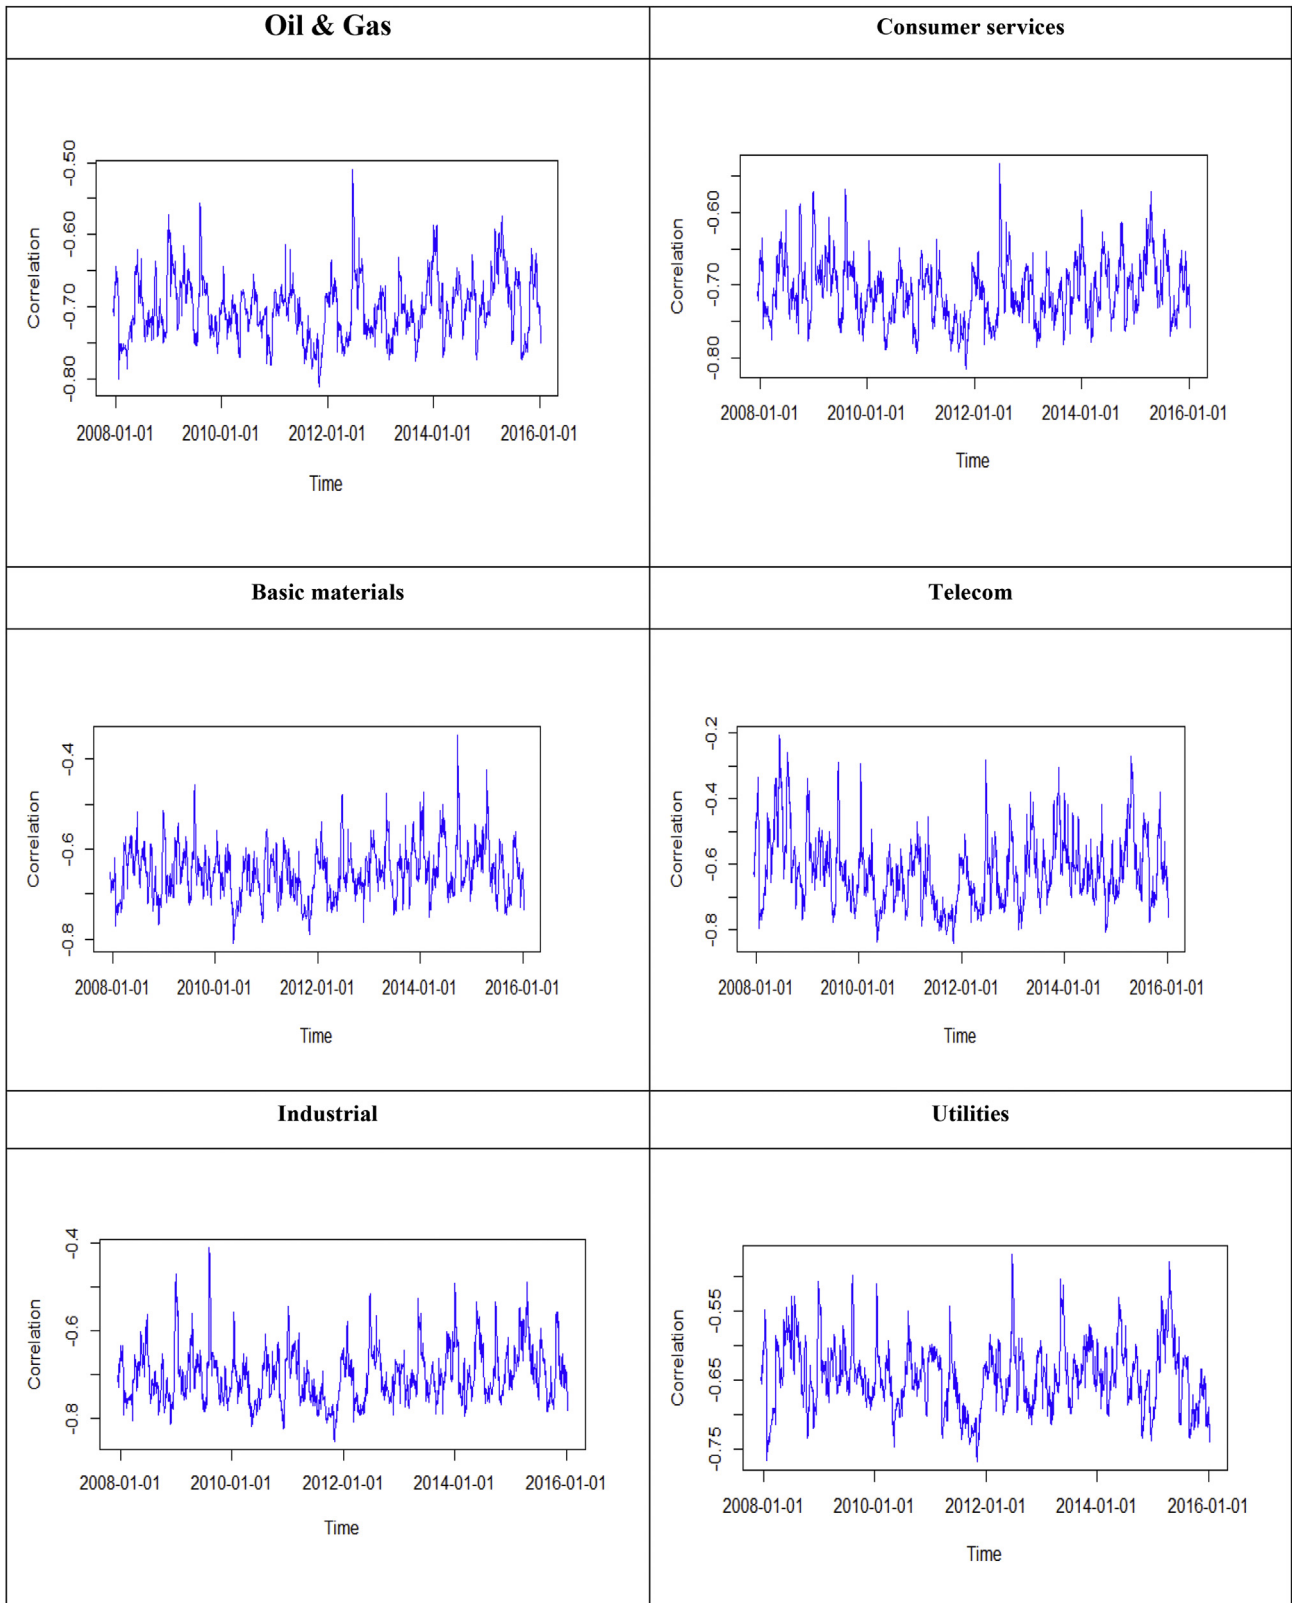 Oil & Gas
Consumer services
Correlation
-0.50
-0.60
-0.70
-0.80
2008-01-01 2010-01-01 2012-01-01 2014-01-01 2016-01-01
Time
Correlation
-0.60
-0.70
-0.80
2008-01-01 2010-01-01 2012-01-01 2014-01-01 2016-01-01
Time
Basic materials
Telecom
Correlation
-0.4
-0.6
-0.8
2008-01-01 2010-01-01 2012-01-01 2014-01-01 2016-01-01
Time
Correlation
-0.2
-0.4
-0.6
-0.8
2008-01-01 2010-01-01 2012-01-01 2014-01-01 2016-01-01
Time
Industrial
Utilities
Correlation
-0.4
-0.6
-0.8
2008-01-01 2010-01-01 2012-01-01 2014-01-01 2016-01-01
Time
Correlation
-0.55
-0.65
-0.75
2008-01-01 2010-01-01 2012-01-01 2014-01-01 2016-01-01
Time